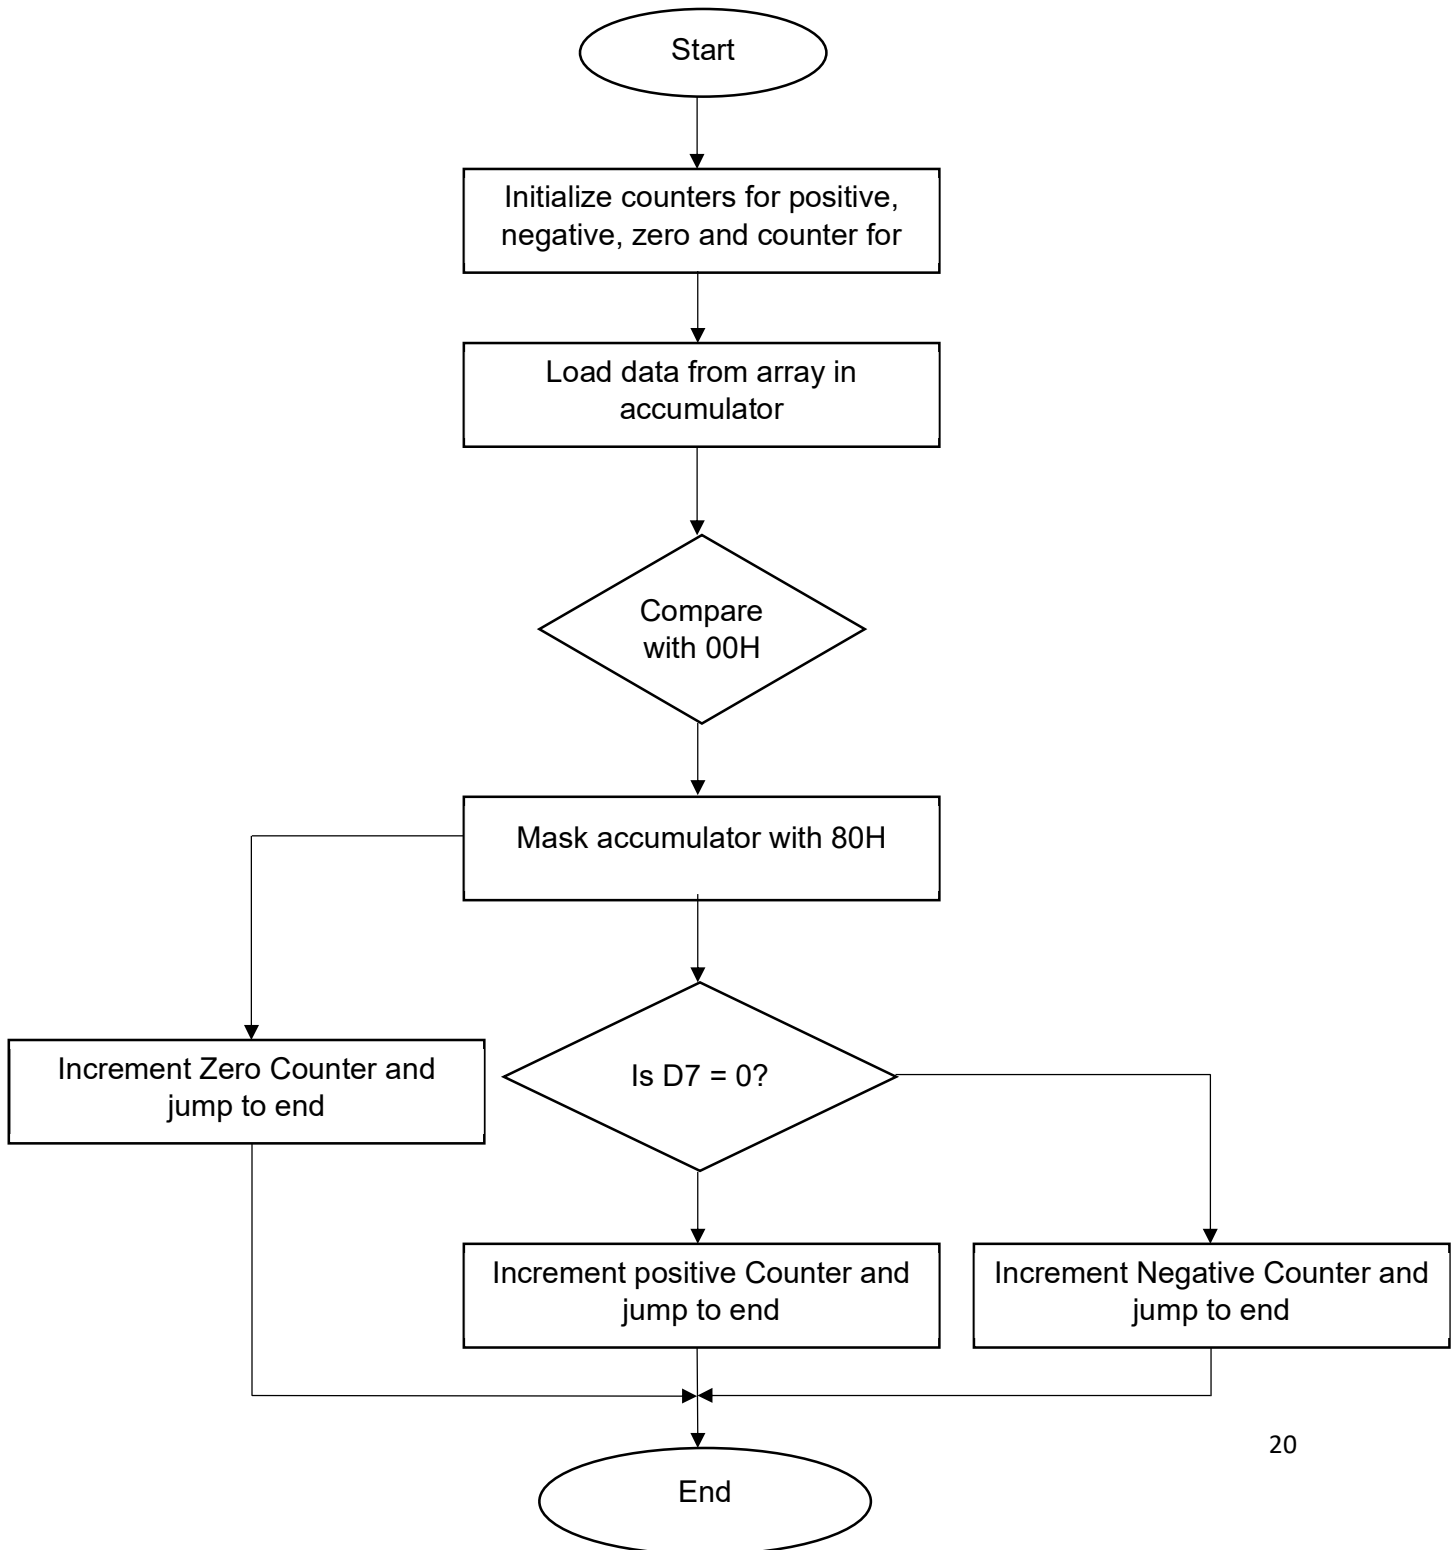 Start
Initialize counters for positive,
negative, zero and counter for
Load data from array in
accumulator
Compare
with 00H
Mask accumulator with 80H
Increment Zero Counter and
jump to end
Is D7 = 0?
Increment positive Counter and
jump to end
Increment Negative Counter and
jump to end
20
End